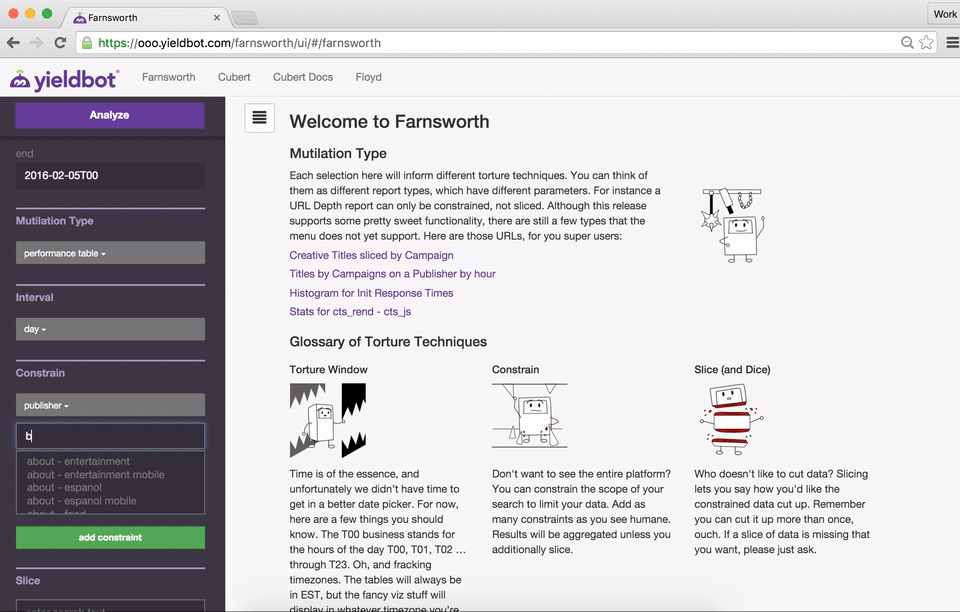 Farnsworth
Work
https://ooo.yieldbot.com/farnsworth/ui/#/farnsworth
yieldbot
Farnsworth
Cubert
Cubert Docs
Floyd
Analyze
end
2016-02-05T00
Mutilation Type
performance table
Interval
day
Constrain
publisher
b
about - entertainment
about - entertainment mobile
about - espanol
about - espanol mobile
about - food
add constraint
Slice
enter search text
Welcome to Farnsworth
Mutilation Type
Each selection here will inform different torture techniques. You can think of
them as different report types, which have different parameters. For instance a
URL Depth report can only be constrained, not sliced. Although this release
supports some pretty sweet functionality, there are still a few types that the
menu does not yet support. Here are those URLs, for you super users:
Creative Titles sliced by Campaign
Titles by Campaigns on a Publisher by hour
Histogram for Init Response Times
Stats for cts_rend - cts_js
Glossary of Torture Techniques
Torture Window
Time is of the essence, and
unfortunately we didn't have time to
get in a better date picker. For now,
here are a few things you should
know. The T00 business stands for
the hours of the day T00, T01, T02 ...
through T23. Oh, and fracking
timezones. The tables will always be
in EST, but the fancy viz stuff will
display in whatever timezone you're
Constrain
Don't want to see the entire platform?
You can constrain the scope of your
search to limit your data. Add as
many constraints as you see humane.
Results will be aggregated unless you
additionally slice.
Slice (and Dice)
Who doesn't like to cut data? Slicing
lets you say how you'd like the
constrained data cut up. Remember
you can cut it up more than once,
ouch. If a slice of data is missing that
you want, please just ask.